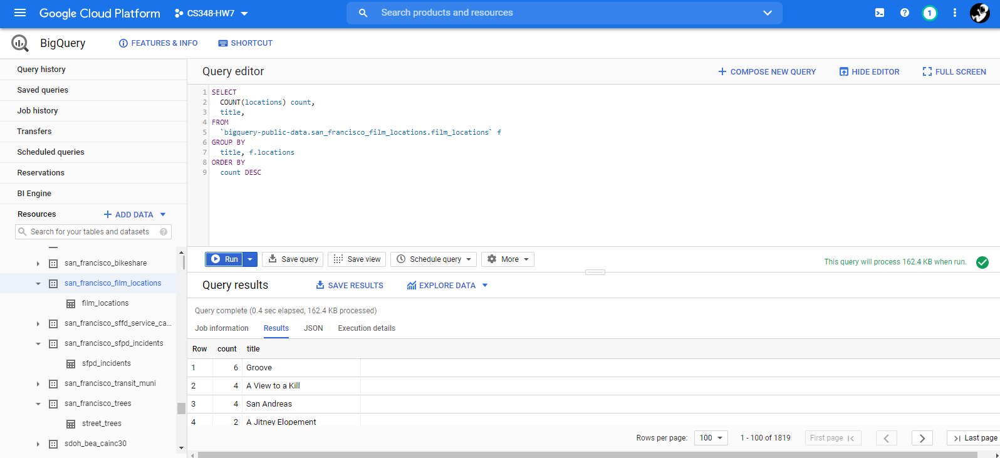 Google Cloud Platform CS348-HW7 Search products and resources 1
BigQuery FEATURES & INFO SHORTCUT
Query history
Saved queries
Job history
Transfers
Scheduled queries
Reservations
BI Engine
Resources ADD DATA
Search for your tables and datasets
san_francisco_bikeshare
san_francisco_film_locations
film_locations
san_francisco_sffd_service_ca...
san_francisco_sfpd_incidents
sfpd_incidents
san_francisco_transit_muni
san_francisco_trees
street_trees
sdoh_bea_cainc30
Query editor COMPOSE NEW QUERY HIDE EDITOR FULL SCREEN
1 SELECT
2 COUNT(locations) count,
3 title,
4 FROM
5 `bigquery-public-data.san_francisco_film_locations.film_locations` f
6 GROUP BY
7 title, f.locations
8 ORDER BY
9 count DESC
Run Save query Save view Schedule query More This query will process 162.4 KB when run.
Query results SAVE RESULTS EXPLORE DATA
Query complete (0.4 sec elapsed, 162.4 KB processed)
Job information Results JSON Execution details
Row count title
1 6 Groove
2 4 A View to a Kill
3 4 San Andreas
4 2 A Jitney Elopement
Rows per page: 100 1 - 100 of 1819 First page Last page